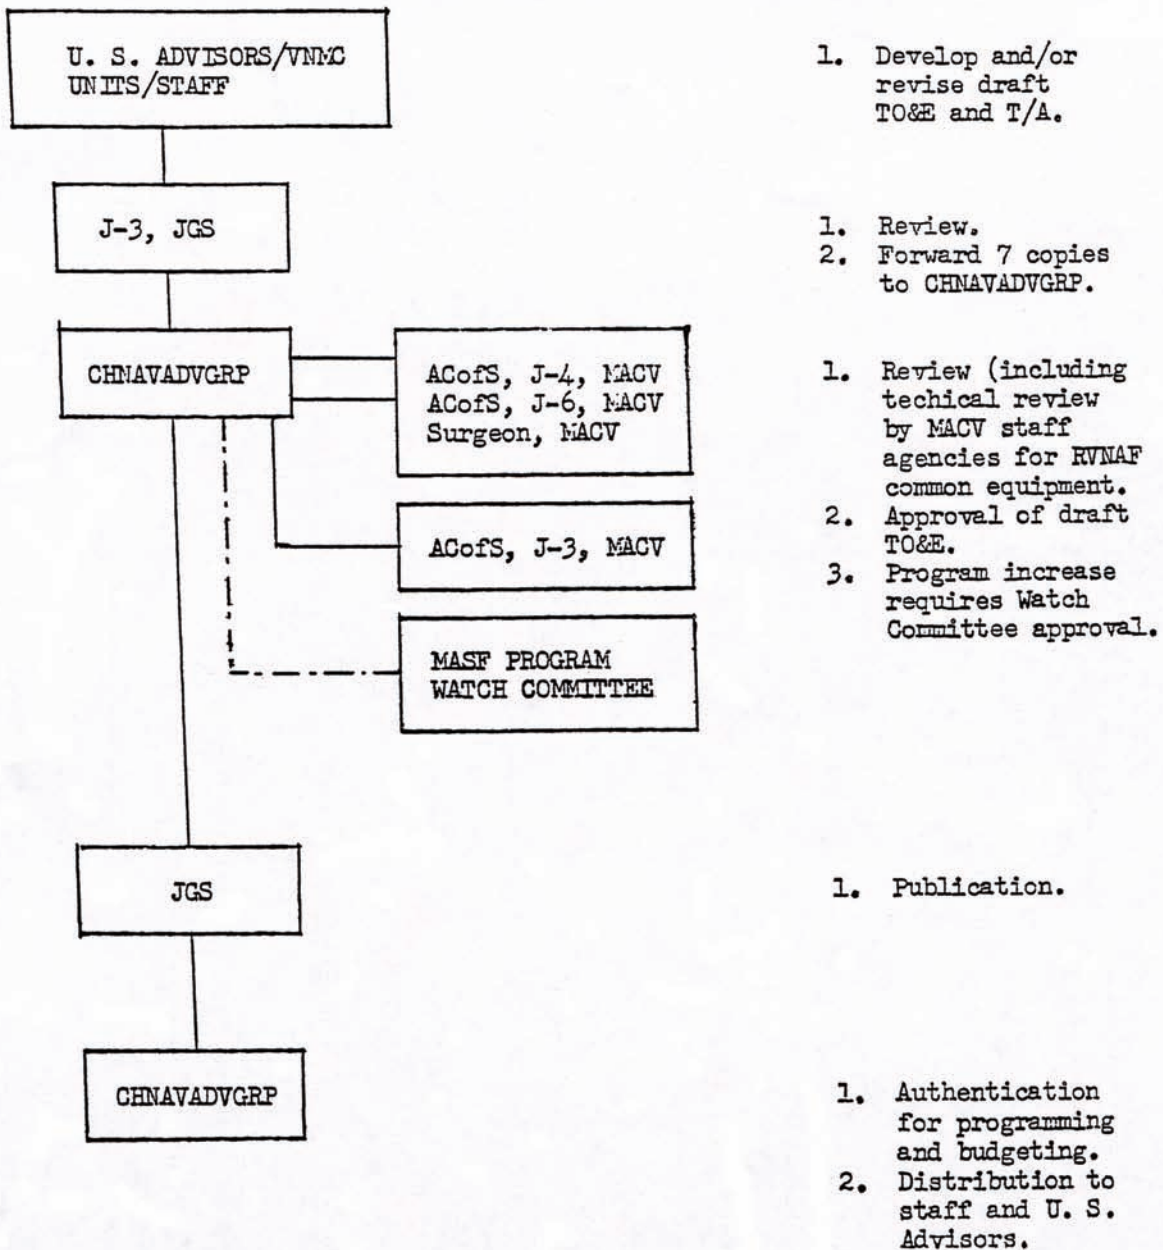 U. S. ADVISORS/VNMC
UNITS/STAFF
1. Develop and/or
revise draft
TO&E and T/A.
J-3, JGS
1. Review.
2. Forward 7 copies
to CHNAVADVGRP.
CHNAVADVGRP
ACofS, J-4, MACV
ACofS, J-6, MACV
Surgeon, MACV
ACofS, J-3, MACV
MASF PROGRAM
WATCH COMMITTEE
1. Review (including
techical review
by MACV staff
agencies for RVNAF
common equipment.
2. Approval of draft
TO&E.
3. Program increase
requires Watch
Committee approval.
JGS
1. Publication.
CHNAVADVGRP
1. Authentication
for programming
and budgeting.
2. Distribution to
staff and U. S.
Advisors.